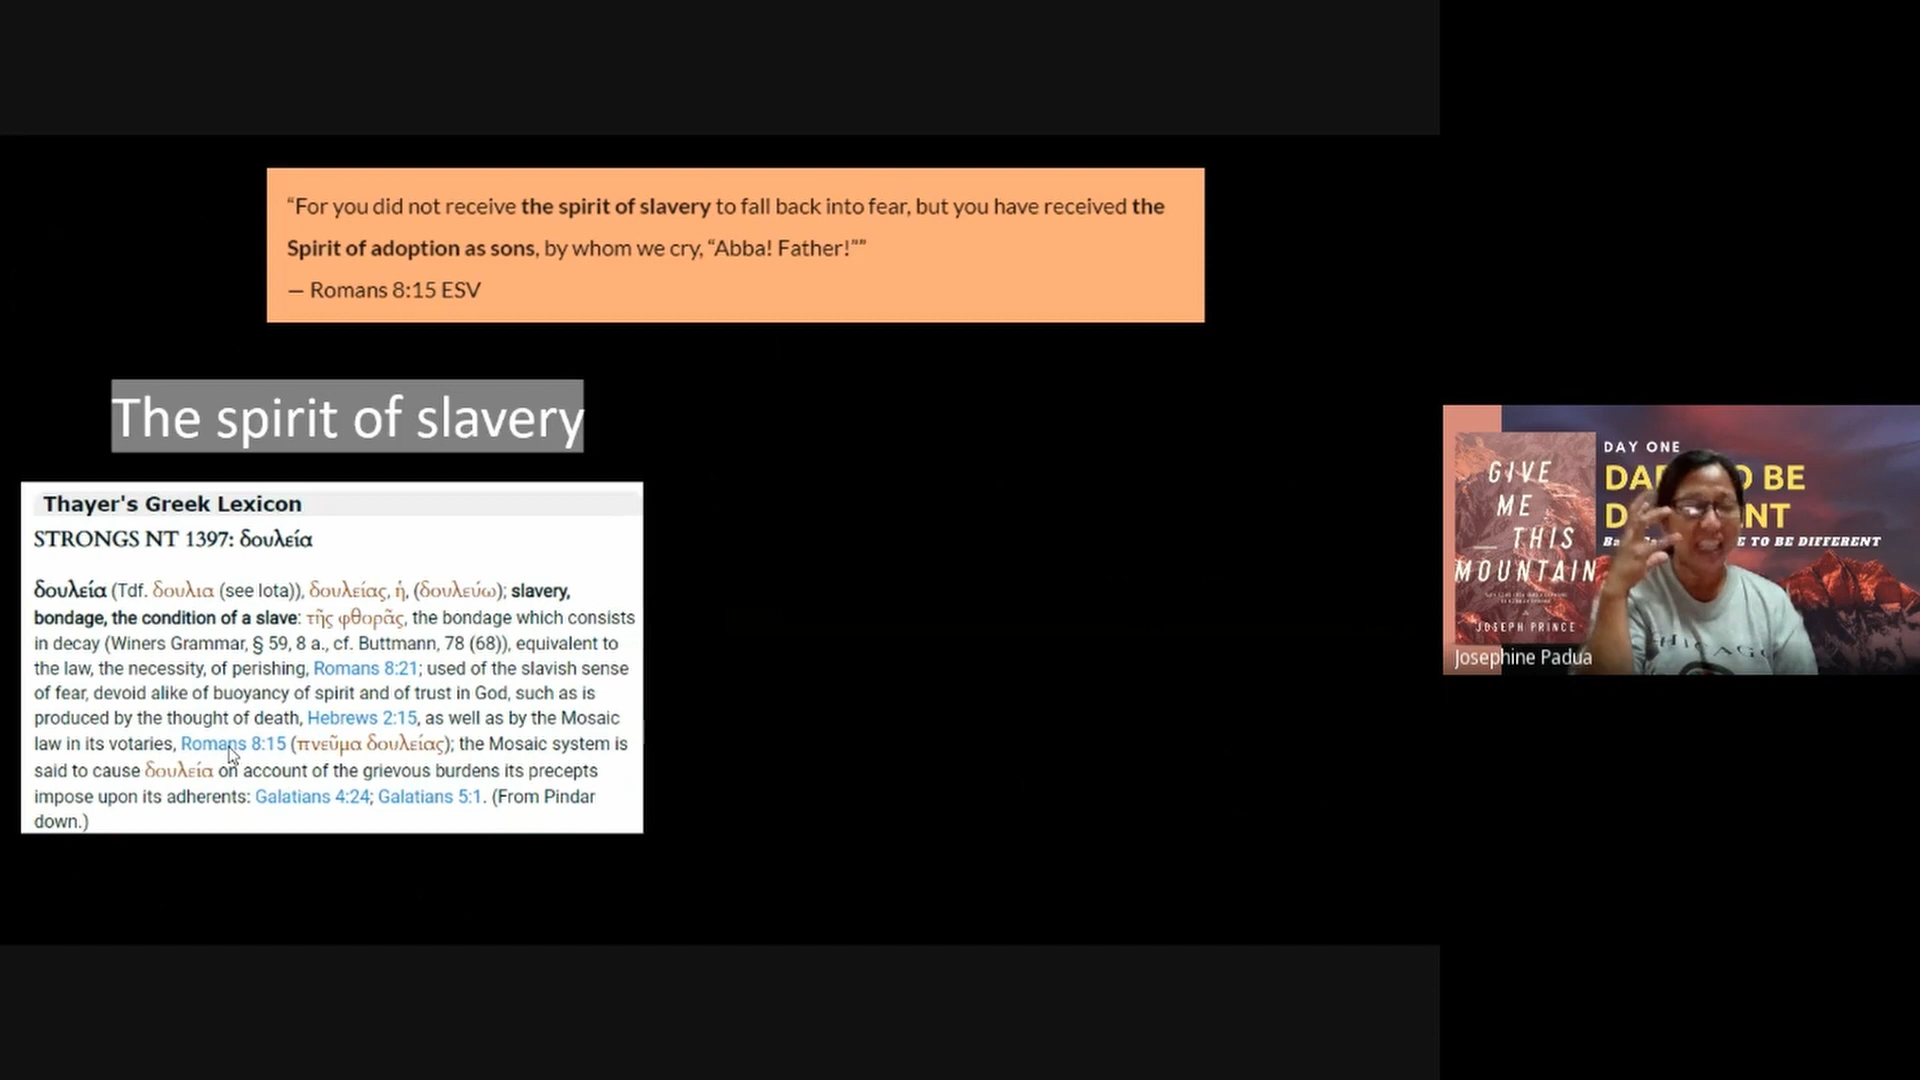 “For you did not receive the spirit of slavery to fall back into fear, but you have received the
Spirit of adoption as sons, by whom we cry, “Abba! Father!””
— Romans 8:15 ESV
The spirit of slavery
Thayer's Greek Lexicon
STRONGS NT 1397: δουλεία
δουλεία (Tdf. δουλια (see Iota)), δουλείας, ἡ, (δουλεύω); slavery,
bondage, the condition of a slave: τῆς φθορᾶς, the bondage which consists
in decay (Winers Grammar, § 59, 8 a., cf. Buttmann, 78 (68)), equivalent to
the law, the necessity, of perishing, Romans 8:21; used of the slavish sense
of fear, devoid alike of buoyancy of spirit and of trust in God, such as is
produced by the thought of death, Hebrews 2:15, as well as by the Mosaic
law in its votaries, Romans 8:15 (πνεῦμα δουλείας); the Mosaic system is
said to cause δουλεία on account of the grievous burdens its precepts
impose upon its adherents: Galatians 4:24; Galatians 5:1. (From Pindar
down.)
GIVE
ME
THIS
MOUNTAIN
JOSEPH PRINCE
Josephine Padua
DAY ONE
BE
E TO BE DIFFERENT
CHICAGO